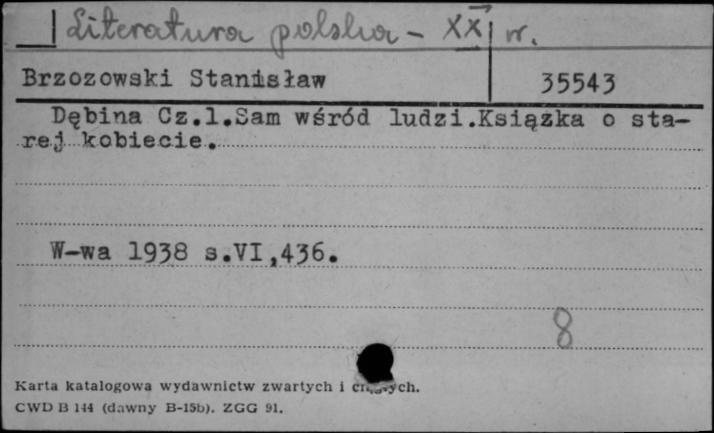 Literatura polska - XX w.
Brzozowski Stanisław 35543
Dębina Cz.1.Sam wśród ludzi.Książka o sta-
rej kobiecie.
W-wa 1938 s.VI,436.
8
Karta katalogowa wydawnictw zwartych i
CWD B 144 (dawny B-15b). ZGG 91.